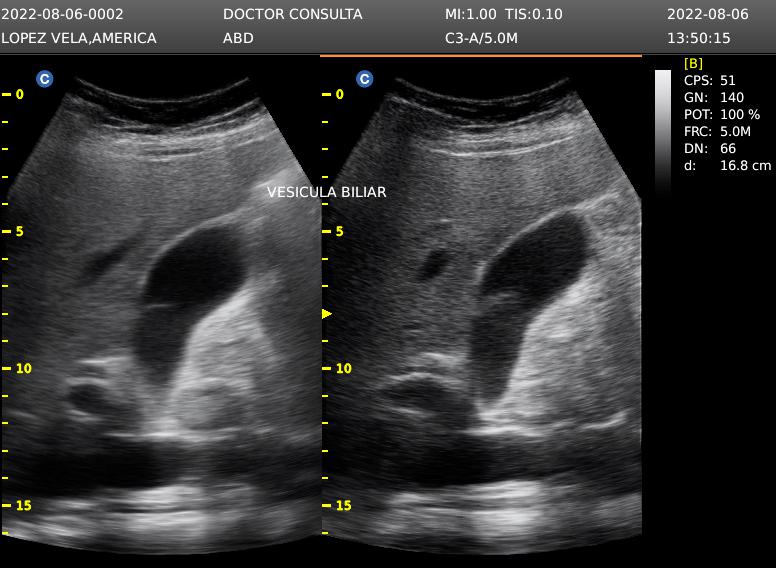 2022-08-06-0002 DOCTOR CONSULTA MI:1.00 TIS:0.10 2022-08-06
LOPEZ VELA,AMERICA ABD C3-A/5.0M 13:50:15
C C
[B]
CPS: 51
GN: 140
POT: 100 %
FRC: 5.0M
DN: 66
d: 16.8 cm
0 0
VESICULA BILIAR
5 5
10 10
15 15